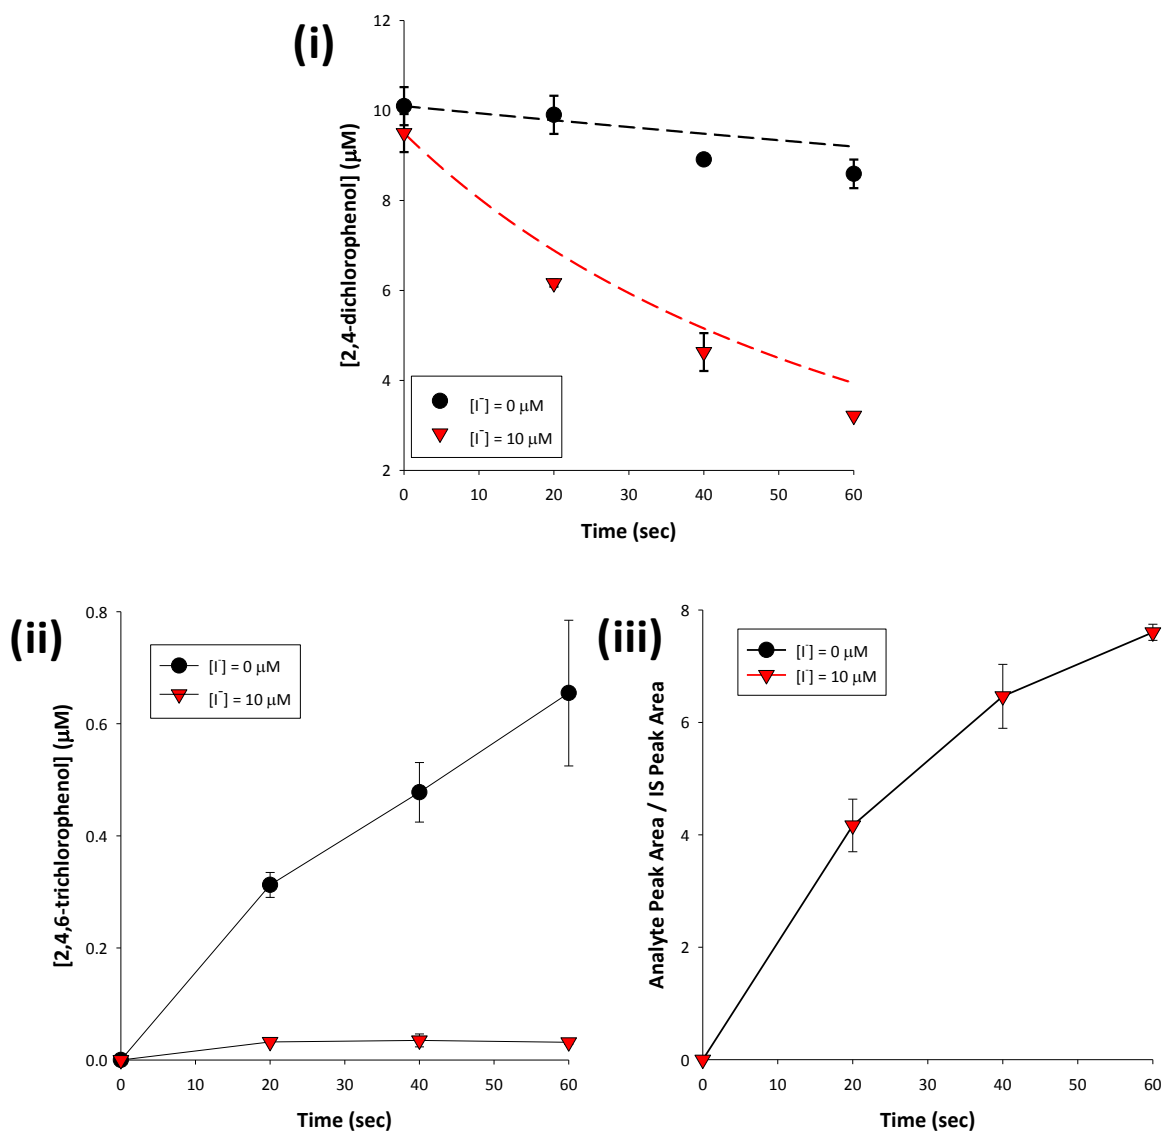 (i)
[2,4-dichlorophenol] (μM)
12
10
8
6
4
2
[I⁻] = 0 μM
[I⁻] = 10 μM
0 10 20 30 40 50 60
Time (sec)
(ii)
[2,4,6-trichlorophenol] (μM)
0.8
0.6
0.4
0.2
0.0
[I⁻] = 0 μM
[I⁻] = 10 μM
0 10 20 30 40 50 60
Time (sec)
(iii)
Analyte Peak Area / IS Peak Area
8
6
4
2
0
[I⁻] = 0 μM
[I⁻] = 10 μM
0 10 20 30 40 50 60
Time (sec)